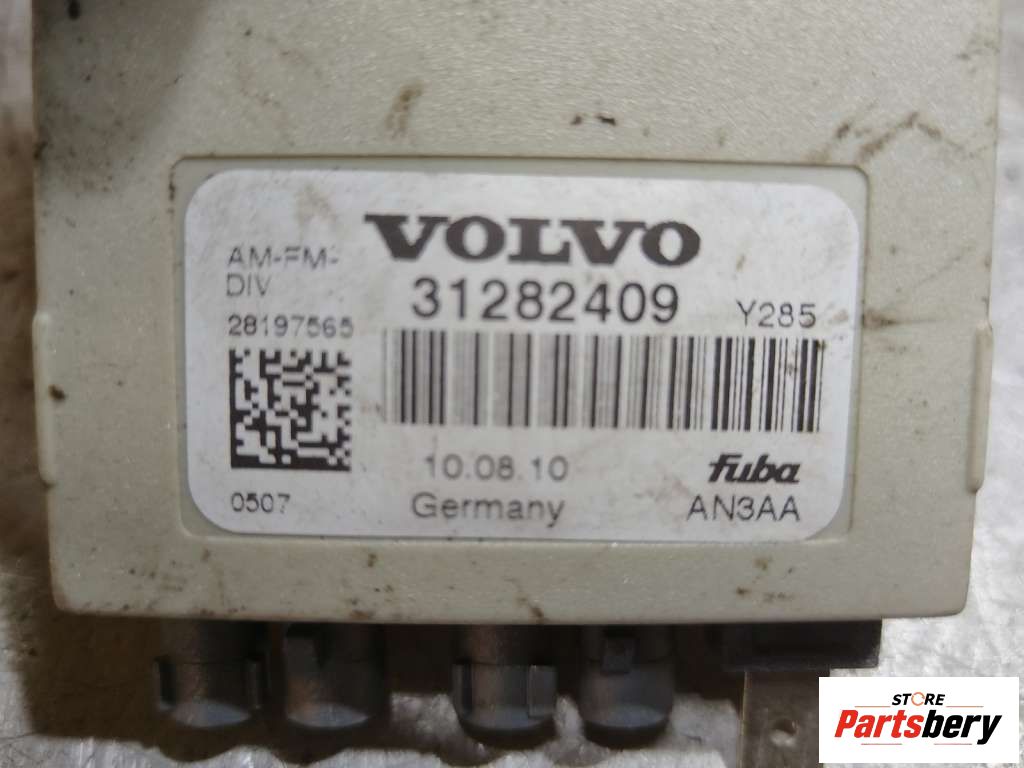 VOLVO
AM-FM-
DIV
31282409
Y285
28197565
10.08.10
fuba
0507
Germany
AN3AA
STORE
Partsbery